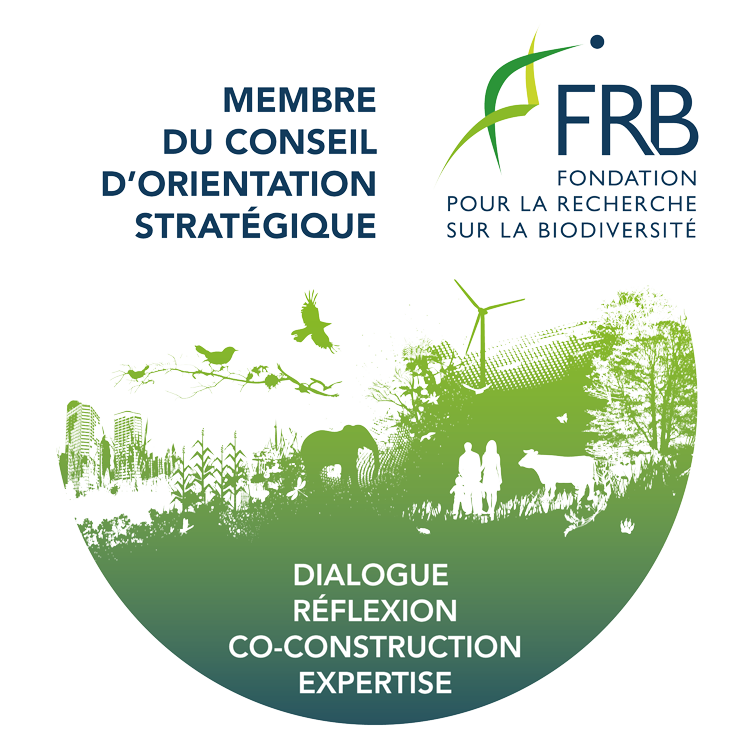 MEMBRE
DU CONSEIL
D'ORIENTATION
STRATÉGIQUE
FRB
FONDATION
POUR LA RECHERCHE
SUR LA BIODIVERSITÉ
DIALOGUE
RÉFLEXION
CO-CONSTRUCTION
EXPERTISE